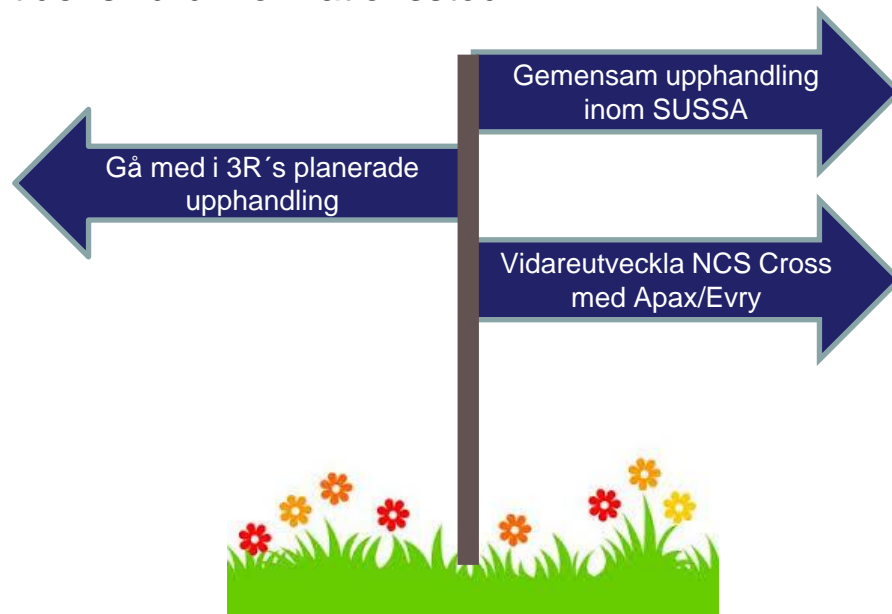 Gemensam upphandling
inom SUSSA
Gå med i 3R´s planerade
upphandling
Vidareutveckla NCS Cross
med Apax/Evry